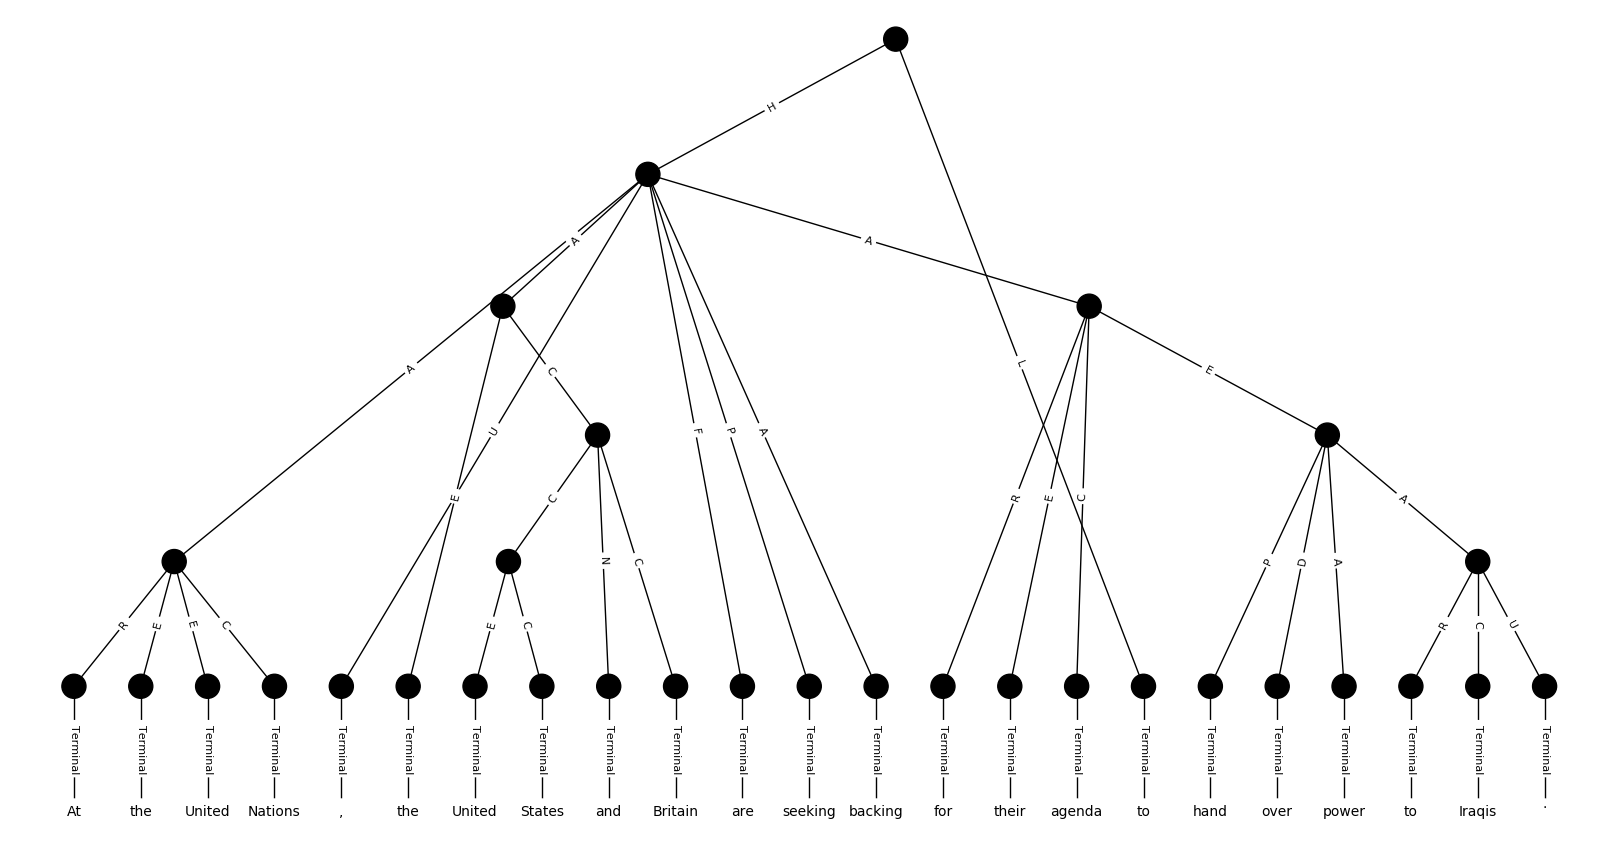 H
A
A
A
L
A
C
E
U
F
P
A
E
C
R
E
C
A
N
C
P
D
A
R
E
E
C
E
C
R
C
U
Terminal Terminal Terminal Terminal Terminal Terminal Terminal Terminal Terminal Terminal Terminal Terminal Terminal Terminal Terminal Terminal Terminal Terminal Terminal Terminal Terminal Terminal Terminal
At the United Nations , the United States and Britain are seeking backing for their agenda to hand over power to Iraqis .